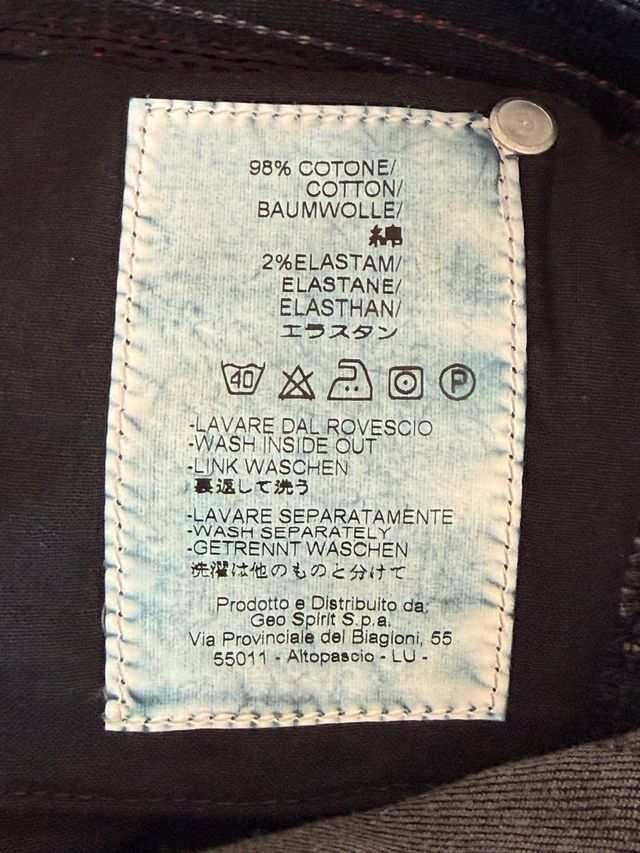 98% COTONE/
COTTON/
BAUMWOLLE/
綿
2%ELASTAM/
ELASTANE/
ELASTHAN/
エラスタン
40 P
-LAVARE DAL ROVESCIO
-WASH INSIDE OUT
-LINK WASCHEN
裏返して洗う
-LAVARE SEPARATAMENTE
-WASH SEPARATELY
-GETRENNT WASCHEN
洗濯は他のものと分けて
Prodotto e Distribuito da:
Geo Spirit S.p.a.
Via Provinciale dei Biagioni, 55
55011 - Altopascio - LU -